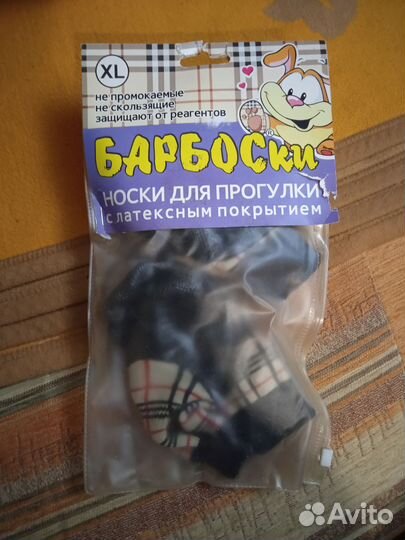 XL
не промокаемые
не скользящие
защищают от реагентов
БАРБОСки
НОСКИ ДЛЯ ПРОГУЛКИ
с латексным покрытием
Avito